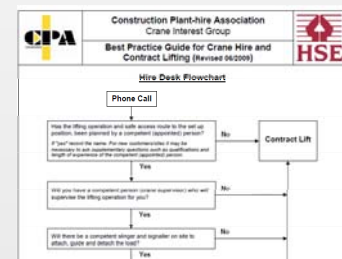 CPA
Construction Plant-hire Association
Crane Interest Group
Best Practice Guide for Crane Hire and
Contract Lifting (Revised 06/2009)
HSE
Hire Desk Flowchart
Phone Call
Has the lifting operation and safe access route to the set up
position, been planned by a competent (appointed) person?
If "yes" record the name. For new customers/sites it may be
necessary to ask supplementary questions such as qualifications and
length of experience of the competent (appointed) person.
No
Contract Lift
Yes
Will you have a competent person (crane supervisor) who will
supervise the lifting operation for you?
No
Yes
Will there be a competent slinger and signaller on site to
attach, guide and detach the load?
No
Yes